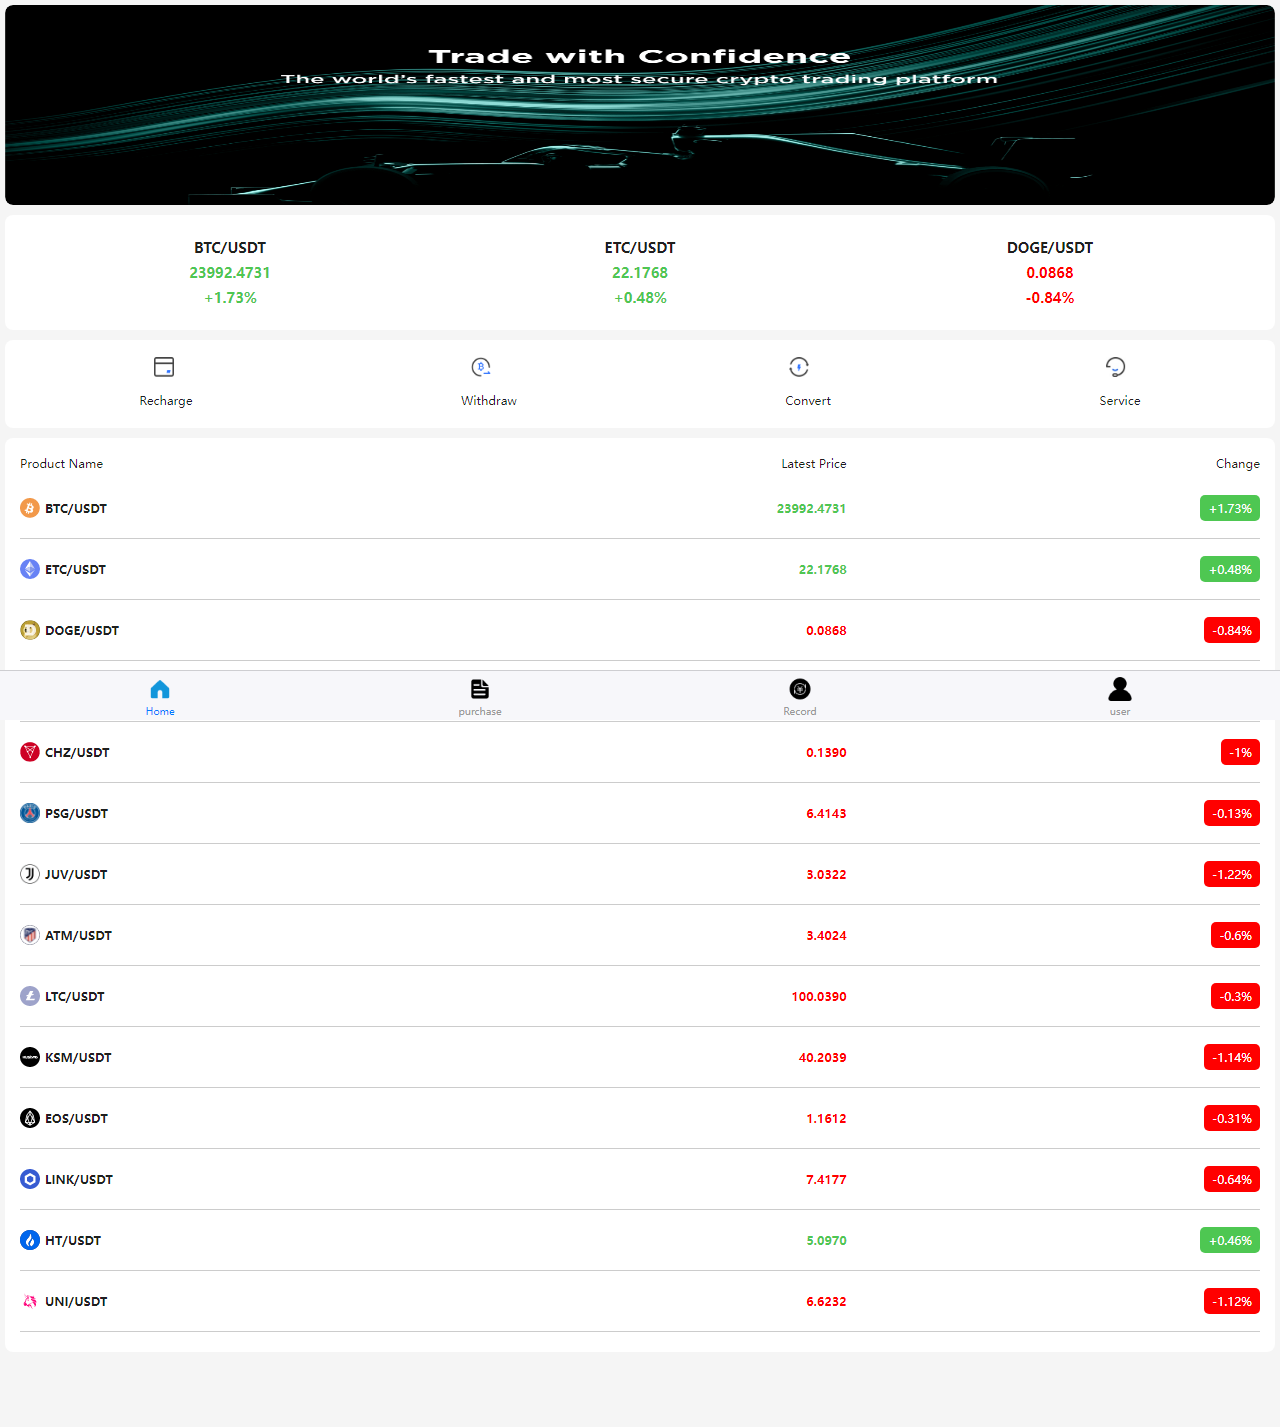 Trade with Confidence
The world's fastest and most secure crypto trading platform
BTC/USDT ETC/USDT DOGE/USDT
23992.4731 22.1768 0.0868
+1.73% +0.48% -0.84%
Recharge Withdraw Convert Service
Product Name Latest Price Change
BTC/USDT 23992.4731 +1.73%
ETC/USDT 22.1768 +0.48%
DOGE/USDT 0.0868 -0.84%
Home purchase Record user
CHZ/USDT 0.1390 -1%
PSG/USDT 6.4143 -0.13%
JUV/USDT 3.0322 -1.22%
ATM/USDT 3.4024 -0.6%
LTC/USDT 100.0390 -0.3%
KSM/USDT 40.2039 -1.14%
EOS/USDT 1.1612 -0.31%
LINK/USDT 7.4177 -0.64%
HT/USDT 5.0970 +0.46%
UNI/USDT 6.6232 -1.12%